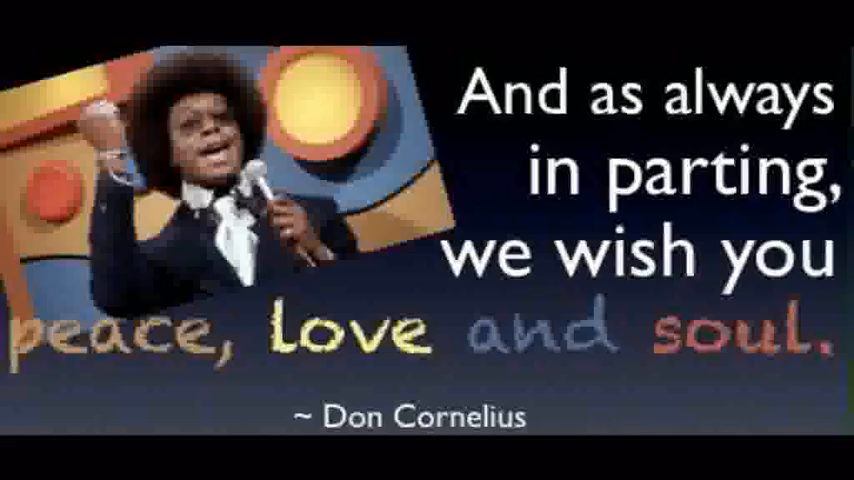 And as always
in parting,
we wish you
peace, love and soul.
~ Don Cornelius